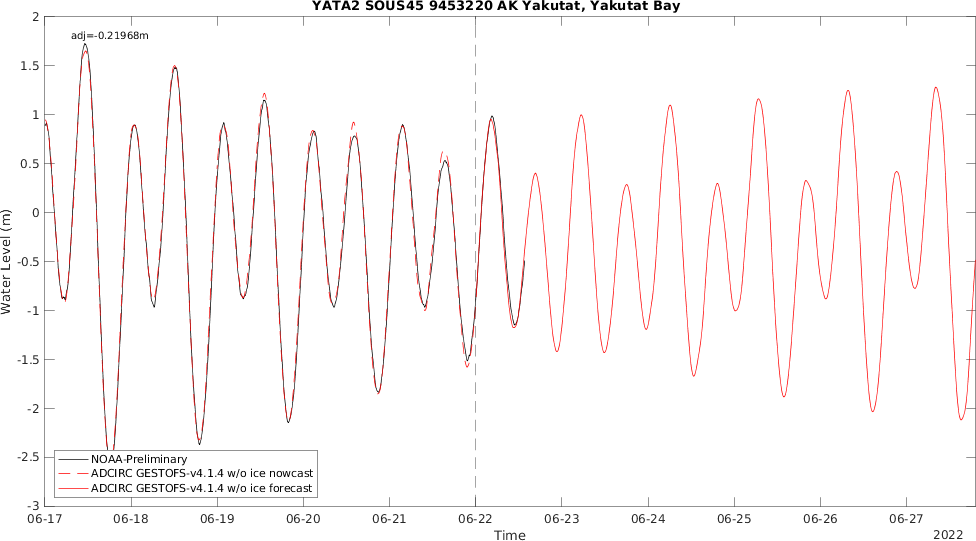 YATA2 SOUS45 9453220 AK Yakutat, Yakutat Bay
adj=-0.21968m
2
1.5
1
0.5
0
-0.5
-1
-1.5
-2
-2.5
-3
Water Level (m)
NOAA-Preliminary
ADCIRC GESTOFS-v4.1.4 w/o ice nowcast
ADCIRC GESTOFS-v4.1.4 w/o ice forecast
06-17 06-18 06-19 06-20 06-21 06-22 06-23 06-24 06-25 06-26 06-27
Time
2022